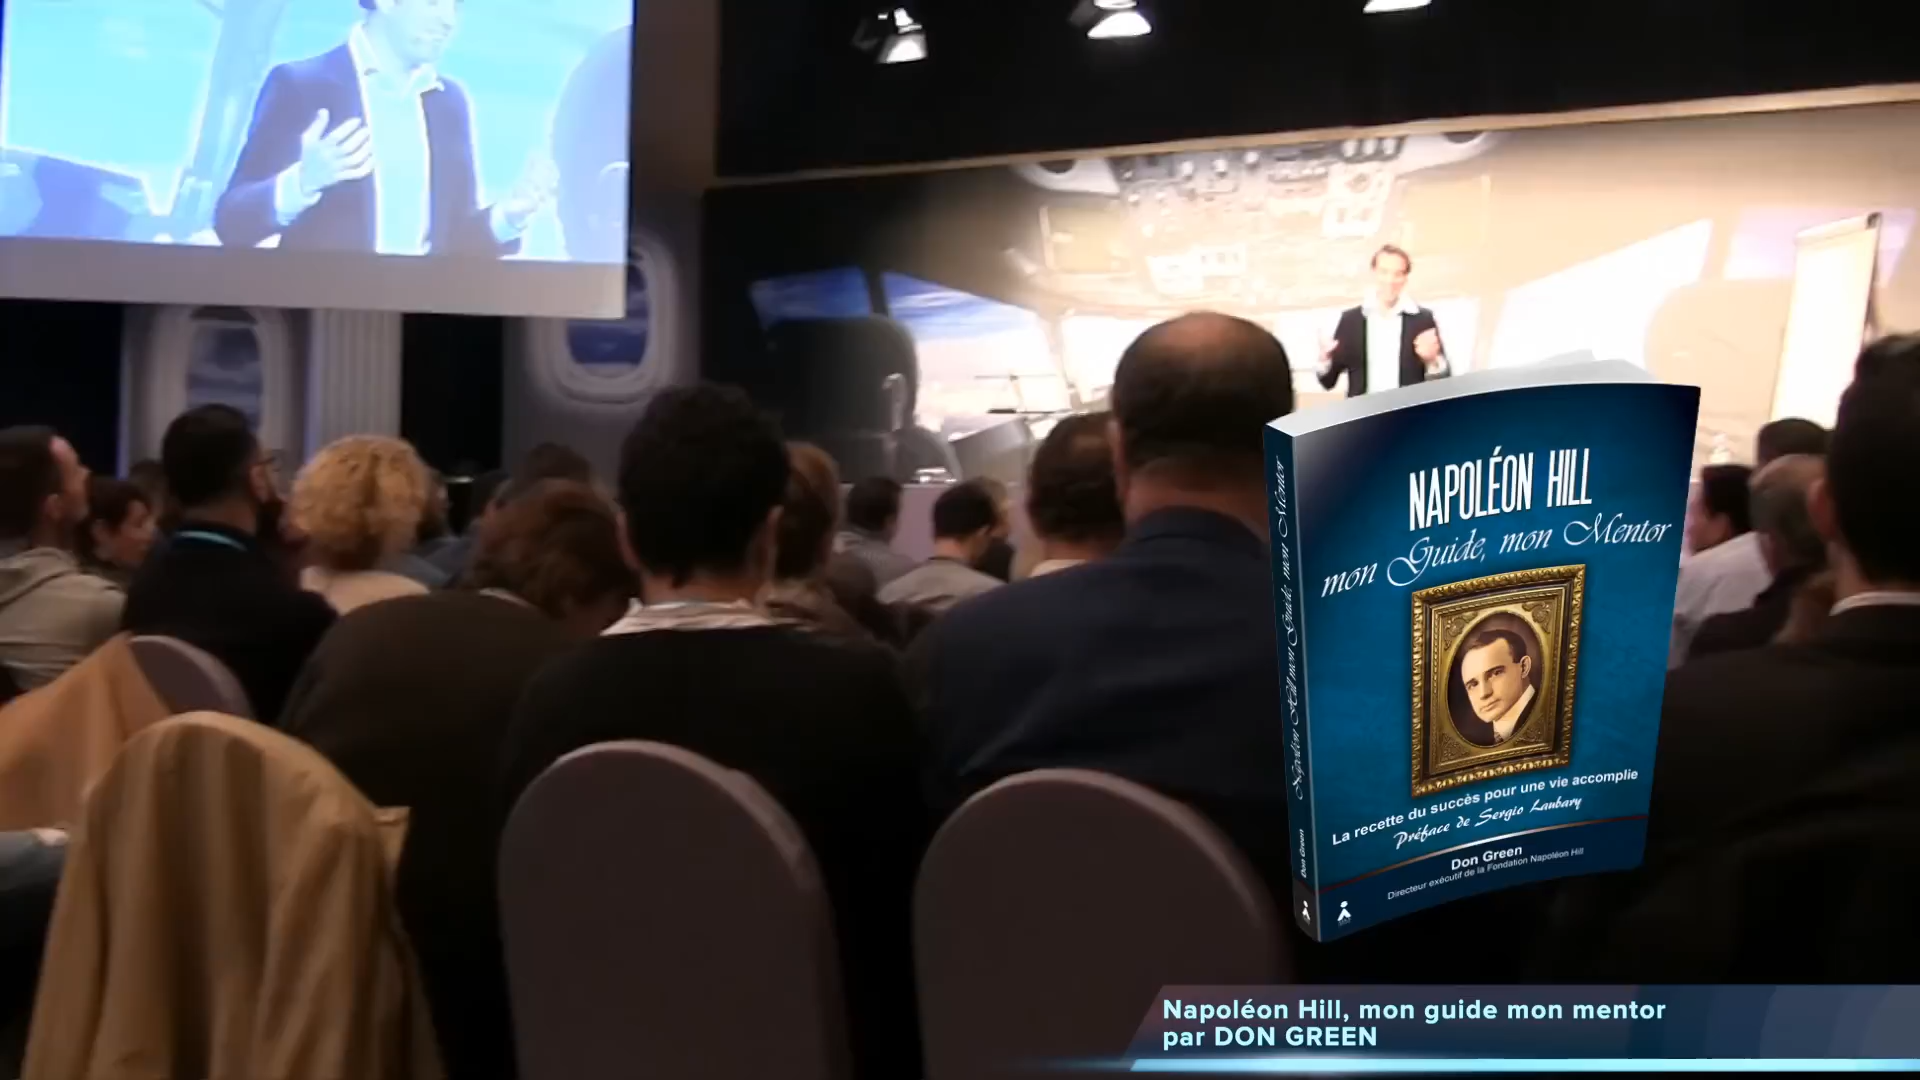 NAPOLÉON HILL
mon Guide, mon Mentor
La recette du succès pour une vie accomplie
Préface de Sergio Laubary
Don Green
Directeur exécutif de la Fondation Napoléon Hill
Napoléon Hill mon Guide, mon Mentor
Don Green
Napoléon Hill, mon guide mon mentor
par DON GREEN